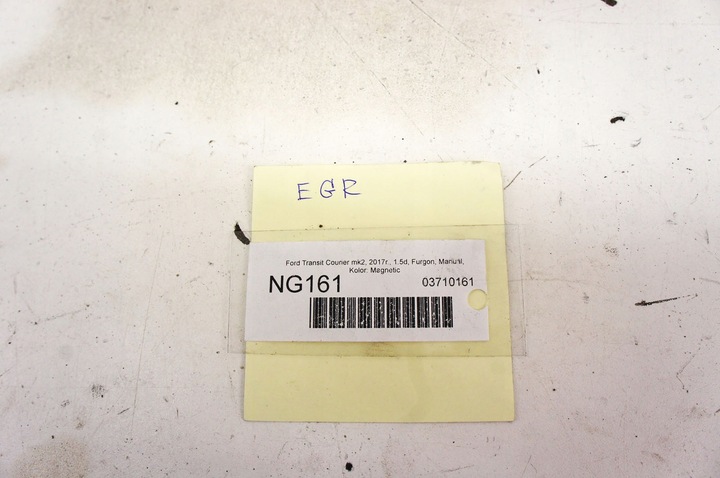 EGR
Ford Transit Courier mk2, 2017r., 1.5d, Furgon, Manual,
Kolor: Magnetic
NG161
03710161